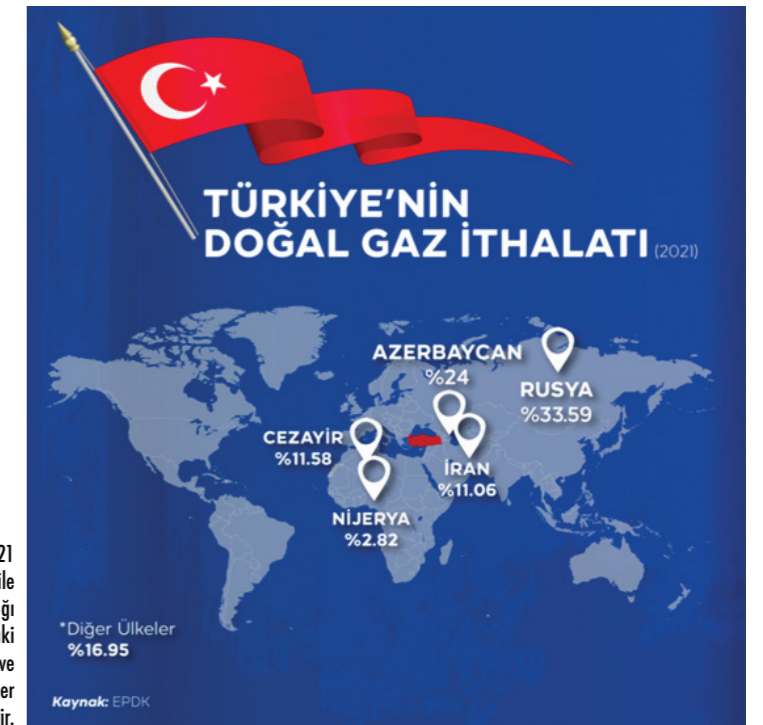 TÜRKİYE'NİN
DOĞAL GAZ İTHALATI (2021)
AZERBAYCAN
%24
RUSYA
%33.59
CEZAYİR
%11.58
İRAN
%11.06
NİJERYA
%2.82
*Diğer Ülkeler
%16.95
Kaynak: EPDK
21
ile
ğı
ki
ve
er
ir.